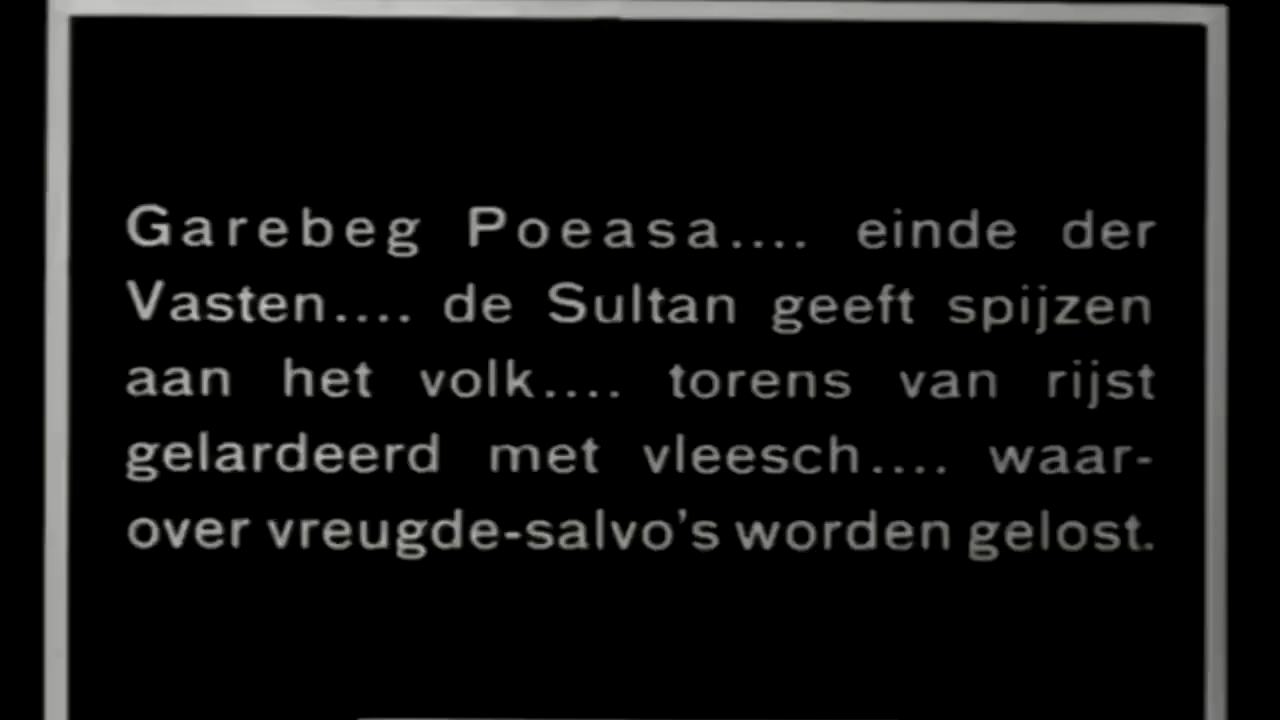 Garebeg Poeasa.... einde der
Vasten.... de Sultan geeft spijzen
aan het volk.... torens van rijst
gelardeerd met vleesch.... waar-
over vreugde-salvo's worden gelost.